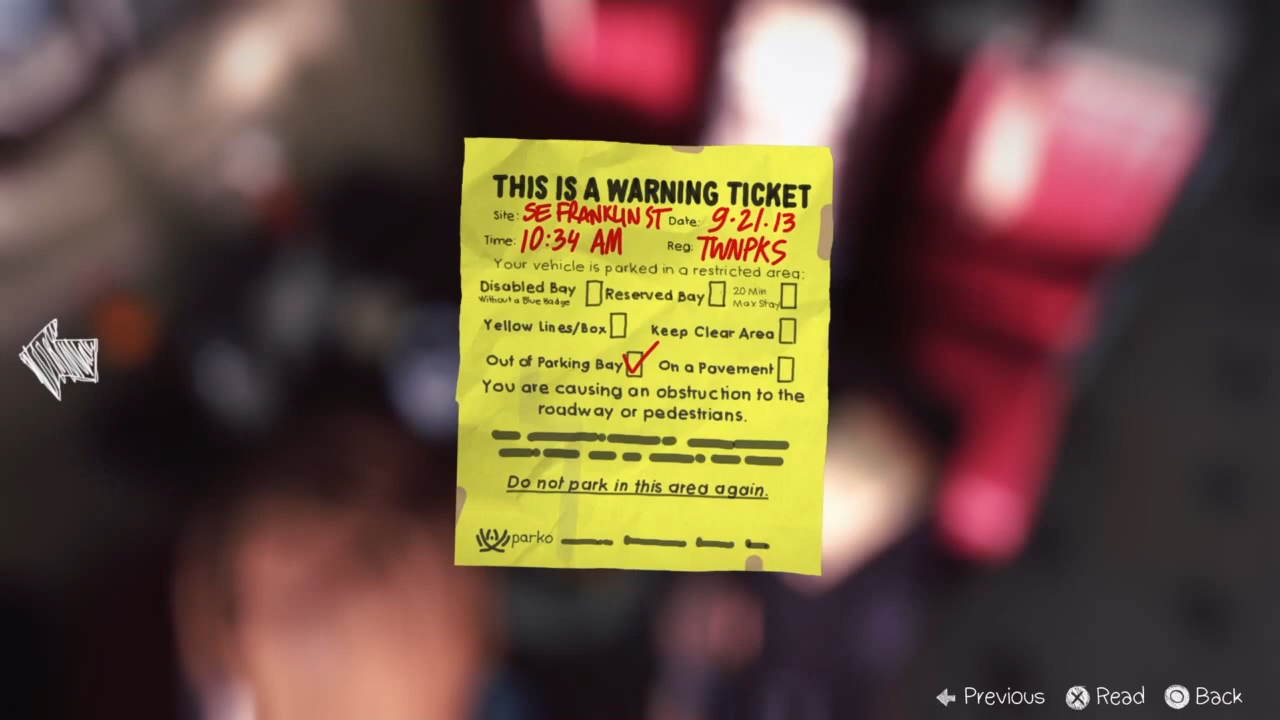 THIS IS A WARNING TICKET
Site: SE FRANKLIN ST Date: 9.21.13
Time: 10:34 AM Reg: TWNPKS
Your vehicle is parked in a restricted area:
Disabled Bay Reserved Bay 20 Min
Without a Blue Badge Max Stay
Yellow Lines/Box Keep Clear Area
Out of Parking Bay On a Pavement
You are causing an obstruction to the
roadway or pedestrians.
Do not park in this area again.
parko
Previous Read Back